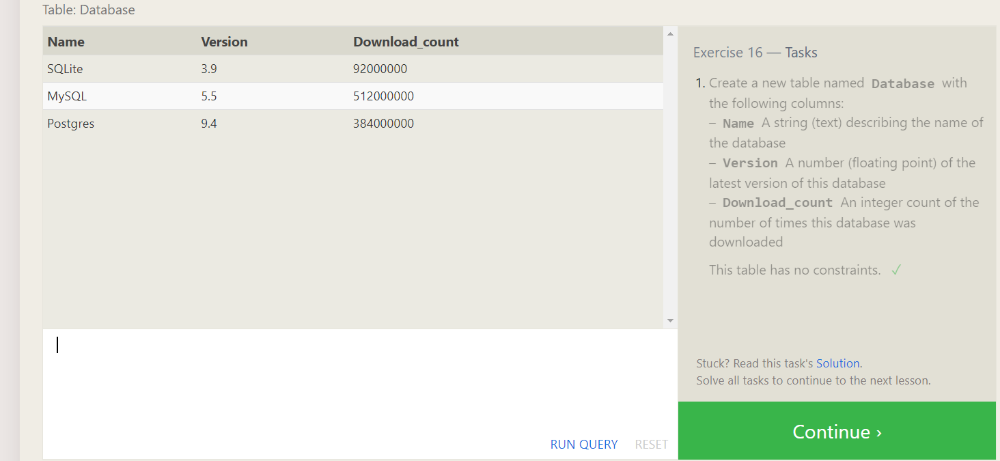 Table: Database
Name Version Download_count
SQLite 3.9 92000000
MySQL 5.5 512000000
Postgres 9.4 384000000
RUN QUERY RESET
Exercise 16 — Tasks
1. Create a new table named Database with
the following columns:
– Name A string (text) describing the name of
the database
– Version A number (floating point) of the
latest version of this database
– Download_count An integer count of the
number of times this database was
downloaded
This table has no constraints. ✓
Stuck? Read this task's Solution.
Solve all tasks to continue to the next lesson.
Continue ›